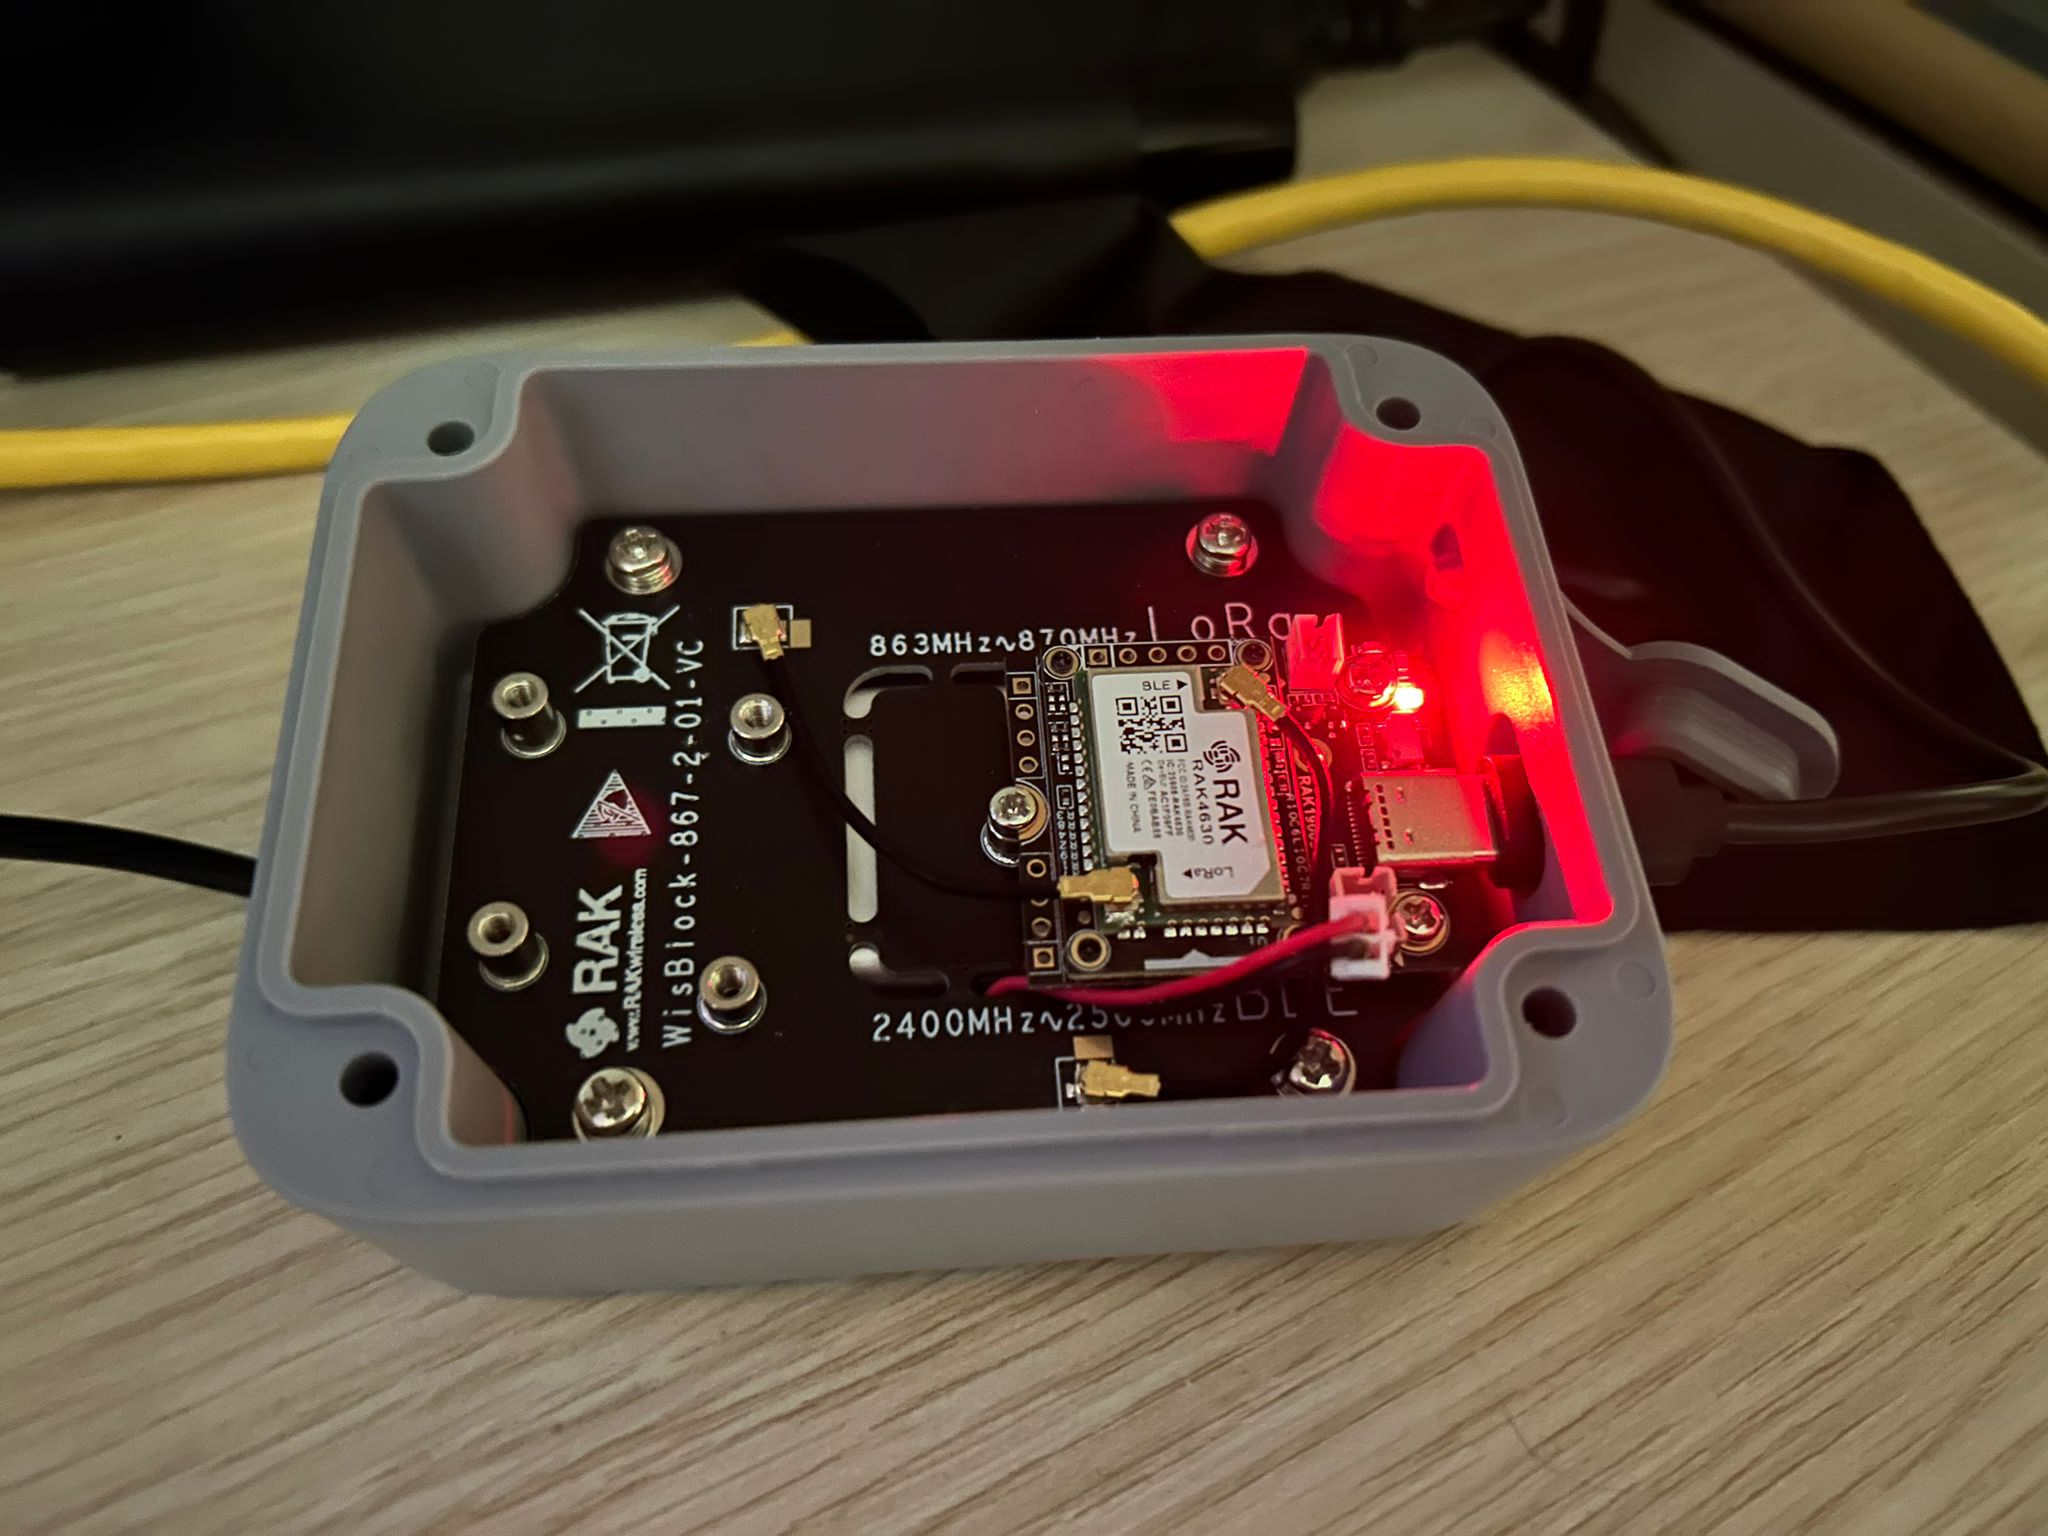 863MHz~870MHz LoRa
BLE ▶
RAK
RAK4630
MADE IN CHINA
LoRa▶
2400MHz~2500MHz BLE
WisBlock-867-2-01-VC
RAK
www.RAKwireless.com